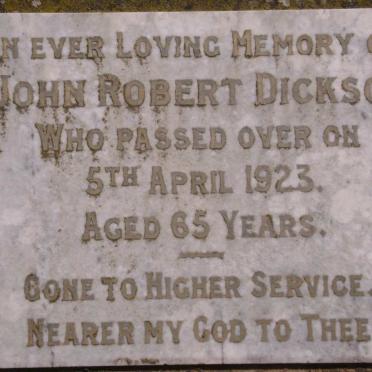 N EVER LOVING MEMORY O
JOHN ROBERT DICKSO
WHO PASSED OVER ON
5TH APRIL 1923.
AGED 65 YEARS.
GONE TO HIGHER SERVICE.
NEARER MY GOD TO THEE